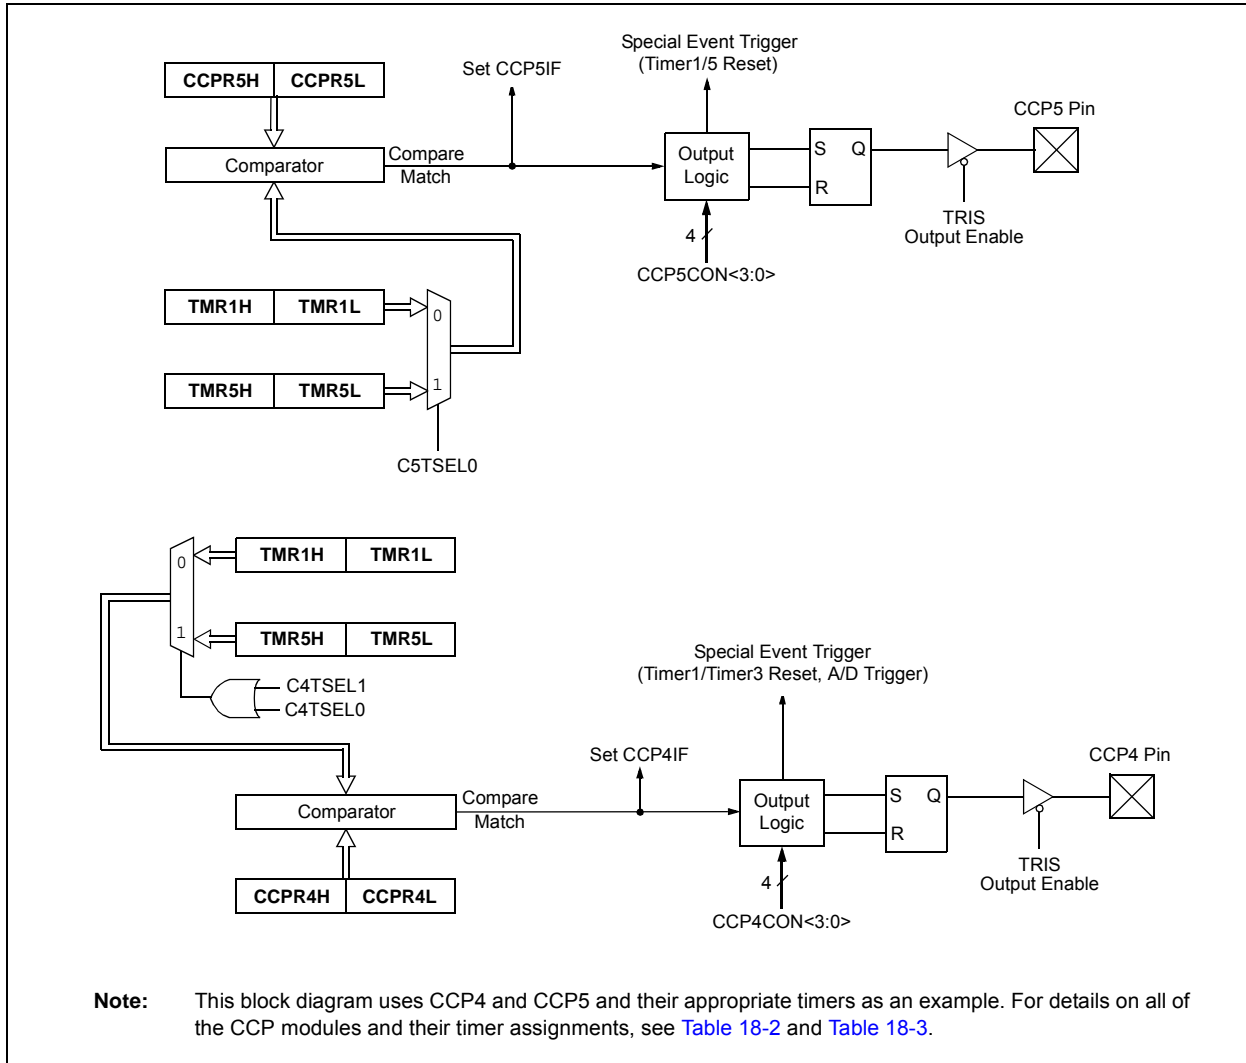 Special Event Trigger
(Timer1/5 Reset)
Set CCP5IF
CCPR5H CCPR5L
CCP5 Pin
Comparator
Compare
Match
Output
Logic
S Q
R
TRIS
Output Enable
4
CCP5CON<3:0>
TMR1H TMR1L
0
TMR5H TMR5L
1
C5TSEL0
0
TMR1H TMR1L
1
TMR5H TMR5L
C4TSEL1
C4TSEL0
Special Event Trigger
(Timer1/Timer3 Reset, A/D Trigger)
Set CCP4IF
CCP4 Pin
Comparator
Compare
Match
Output
Logic
S Q
R
TRIS
Output Enable
4
CCPR4H CCPR4L
CCP4CON<3:0>
Note: This block diagram uses CCP4 and CCP5 and their appropriate timers as an example. For details on all of
the CCP modules and their timer assignments, see Table 18-2 and Table 18-3.